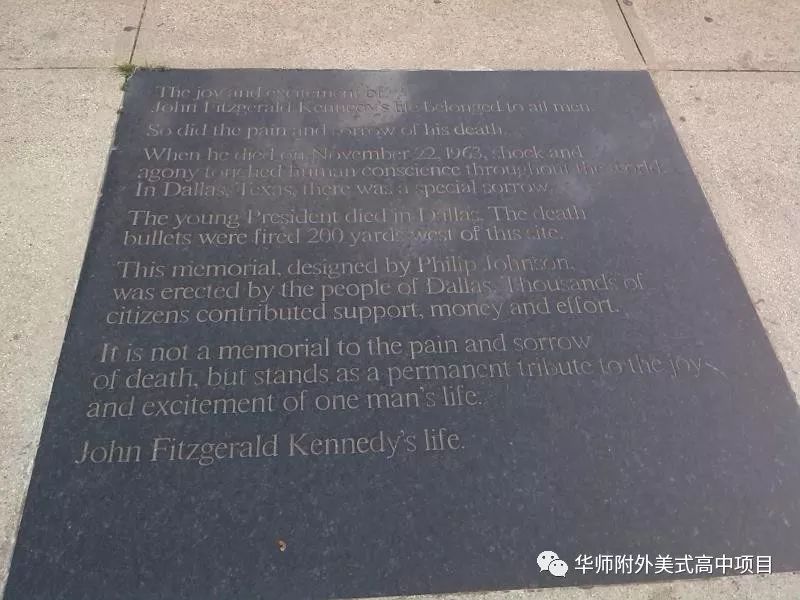 The joy and excitement of
John Fitzgerald Kennedy's life belonged to all men.
So did the pain and sorrow of his death.
When he died on November 22, 1963, shock and
agony touched human conscience throughout the world.
In Dallas, Texas, there was a special sorrow.
The young President died in Dallas. The death
bullets were fired 200 yards west of this site.
This memorial, designed by Philip Johnson,
was erected by the people of Dallas. Thousands of
citizens contributed support, money and effort.
It is not a memorial to the pain and sorrow
of death, but stands as a permanent tribute to the joy
and excitement of one man's life.
John Fitzgerald Kennedy's life.
华师附外美式高中项目